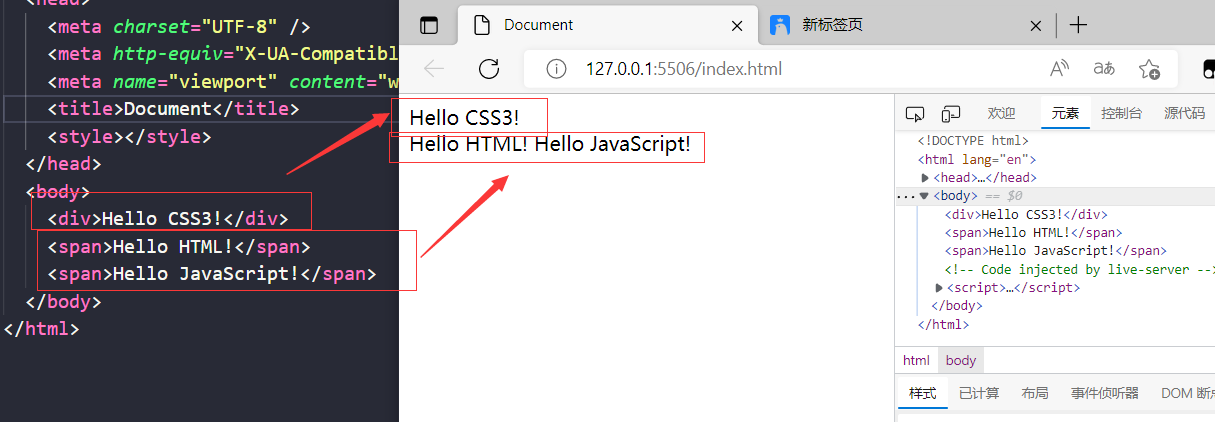 <head>
<meta charset="UTF-8" />
<meta http-equiv="X-UA-Compatibl
<meta name="viewport" content="w
<title>Document</title>
<style></style>
</head>
<body>
<div>Hello CSS3!</div>
<span>Hello HTML!</span>
<span>Hello JavaScript!</span>
</body>
</html>
Document
新标签页
127.0.0.1:5506/index.html
Hello CSS3!
Hello HTML! Hello JavaScript!
欢迎 元素 控制台 源代码
<!DOCTYPE html>
<html lang="en">
<head>…</head>
<body> == $0
<div>Hello CSS3!</div>
<span>Hello HTML!</span>
<span>Hello JavaScript!</span>
<!-- Code injected by live-server -->
<script>…</script>
</body>
</html>
html body
样式 已计算 布局 事件侦听器 DOM 断点